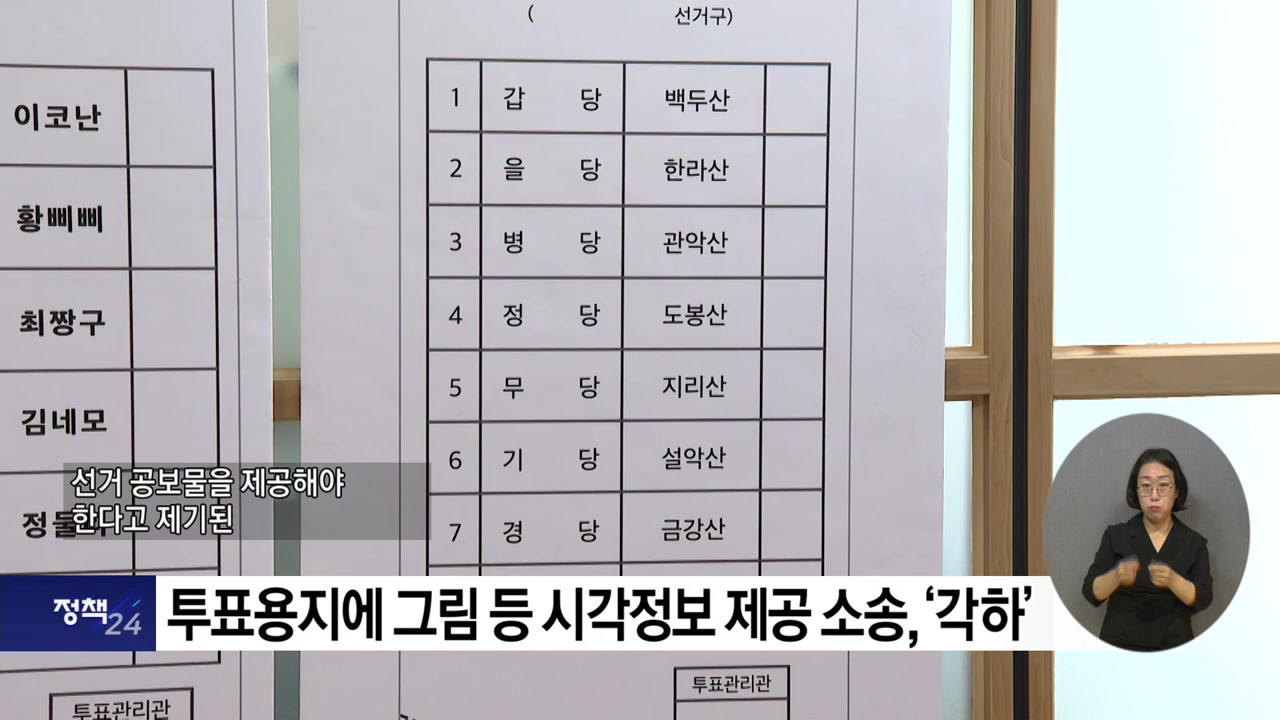 ( 선거구)
1 갑 당 백두산
2 을 당 한라산
3 병 당 관악산
4 정 당 도봉산
5 무 당 지리산
6 기 당 설악산
7 경 당 금강산
투표관리관
이코난
황삐삐
최짱구
김네모
투표관리관
선거 공보물을 제공해야
한다고 제기된
정책24
투표용지에 그림 등 시각정보 제공 소송, ‘각하’